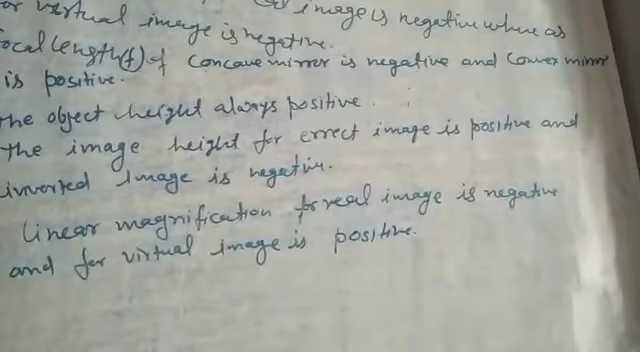 or virtual image is negative. image is negative where as
ocal length(f) of concave mirror is negative and convex mirror
is positive.
the object height always positive.
the image height for errect image is positive and
inverted image is negative.
linear magnification for real image is negative
and for virtual image is positive.